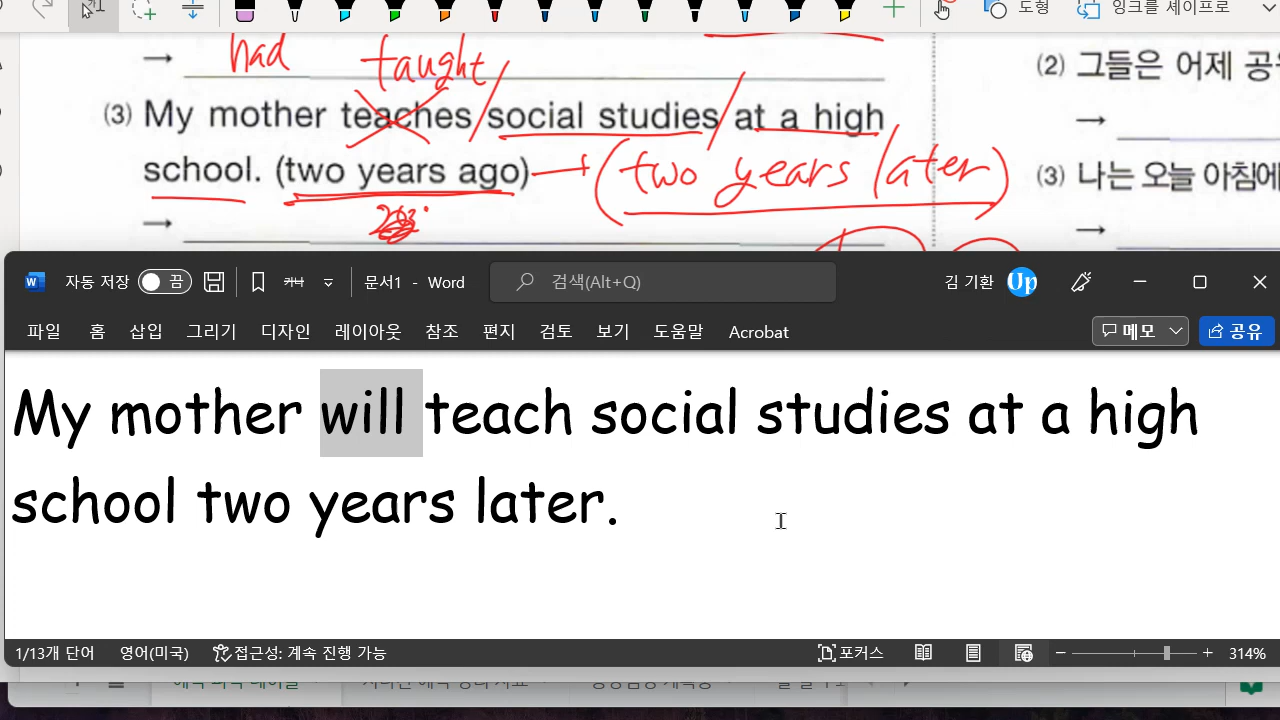 도형 잉크를 셰이프로
→ had taught
(2) 그들은 어제 공
(3) My mother teaches social studies at a high
→
school. (two years ago) → (two years later)
(3) 나는 오늘 아침에
→
→
자동 저장 끔 가나 문서1 - Word 검색(Alt+Q) 김 기환 Up
파일 홈 삽입 그리기 디자인 레이아웃 참조 편지 검토 보기 도움말 Acrobat 메모 공유
My mother will teach social studies at a high
school two years later.
1/13개 단어 영어(미국) 접근성: 계속 진행 가능 포커스 314%